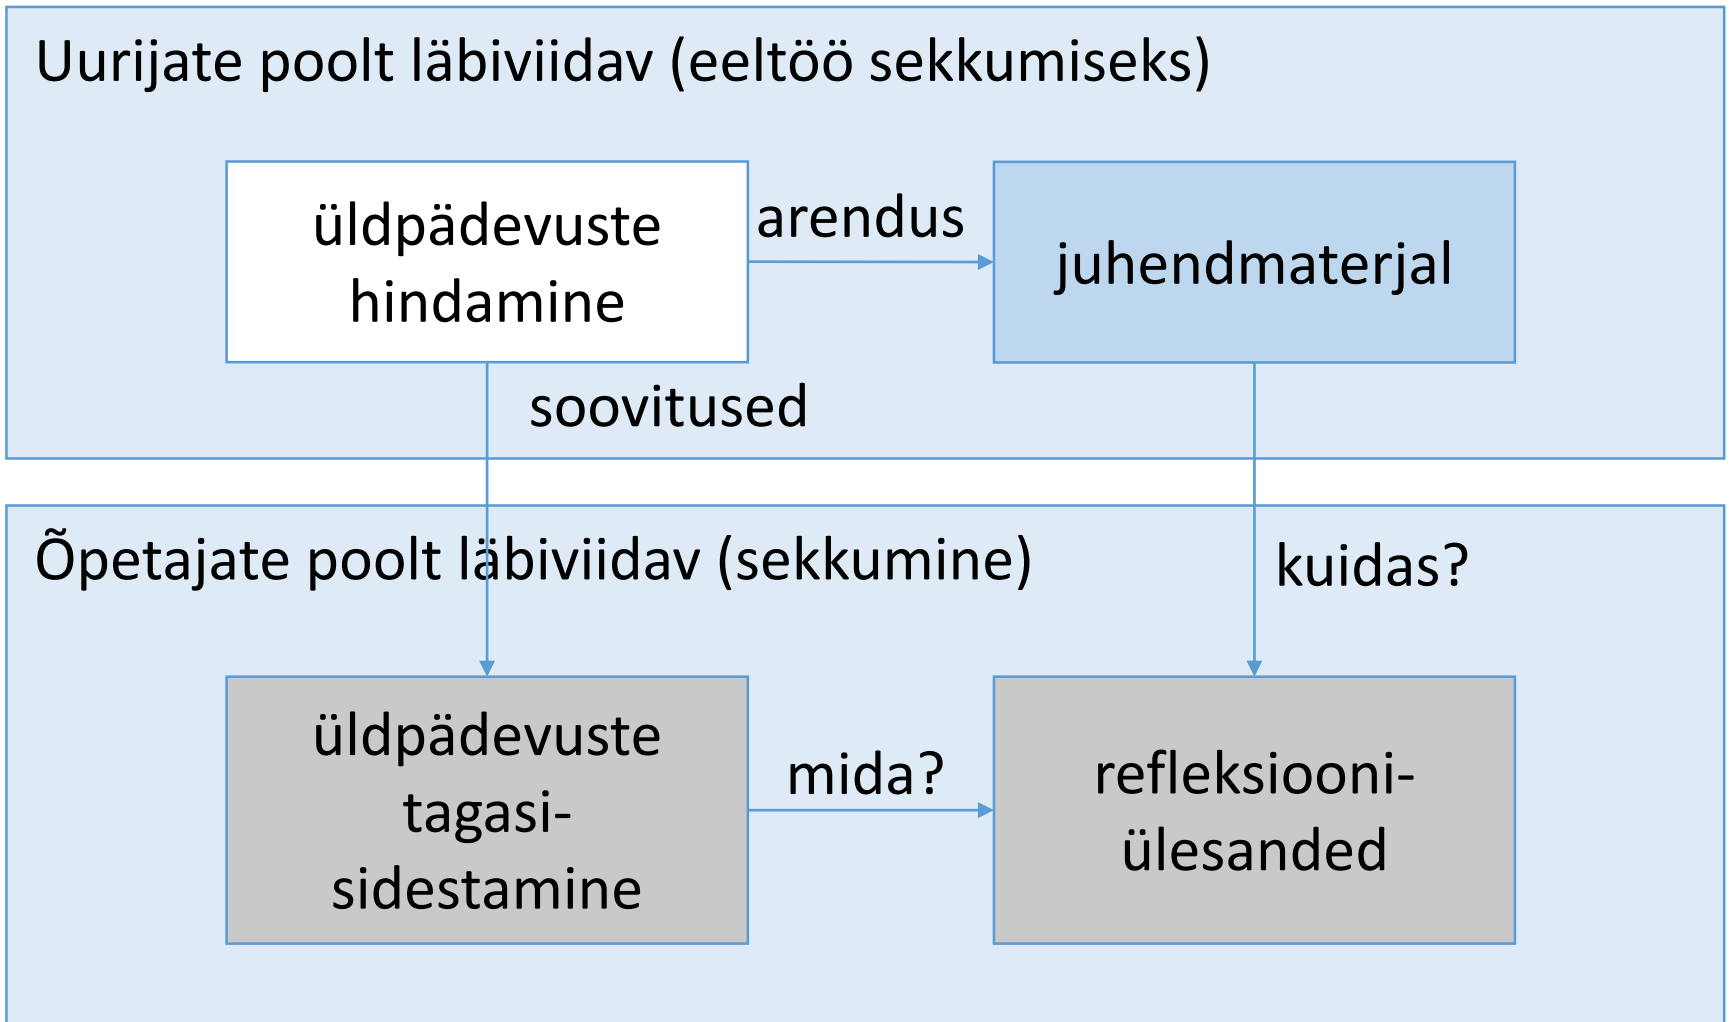 Uurijate poolt läbiviidav (eeltöö sekkumiseks)
üldpädevuste
hindamine
arendus
juhendmaterjal
soovitused
Õpetajate poolt läbiviidav (sekkumine)
kuidas?
üldpädevuste
tagasi-
sidestamine
mida?
refleksiooni-
ülesanded